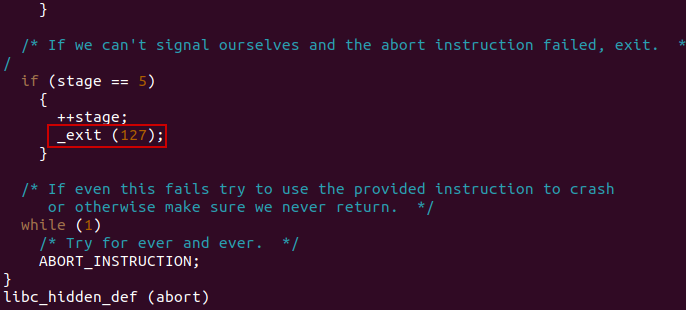 }
/* If we can't signal ourselves and the abort instruction failed, exit.  *
/
if (stage == 5)
{
++stage;
_exit (127);
}
/* If even this fails try to use the provided instruction to crash
or otherwise make sure we never return.  */
while (1)
/* Try for ever and ever.  */
ABORT_INSTRUCTION;
}
libc_hidden_def (abort)